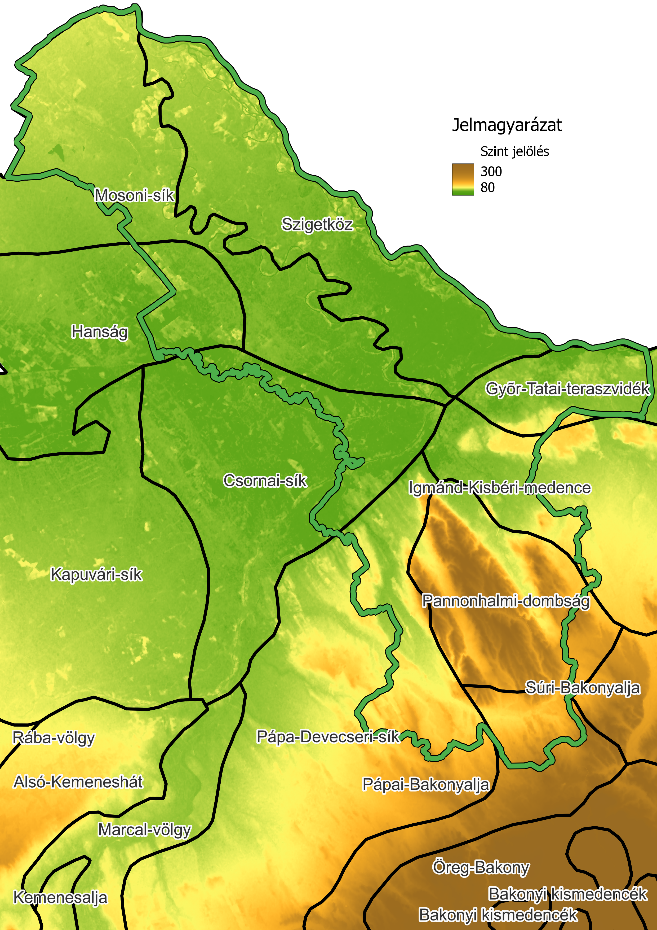 Jelmagyarázat
Szint jelölés
300
80
Mosoni-sík
Szigetköz
Hanság
Győr-Tatai-teraszvidék
Csornai-sík
Igmánd-Kisbéri-medence
Kapuvári-sík
Pannonhalmi-dombság
Súri-Bakonyalja
Rába-völgy
Pápa-Devecseri-sík
Alsó-Kemeneshát
Pápai-Bakonyalja
Marcal-völgy
Öreg-Bakony
Kemenesalja
Bakonyi kismedencék
Bakonyi kismedencék